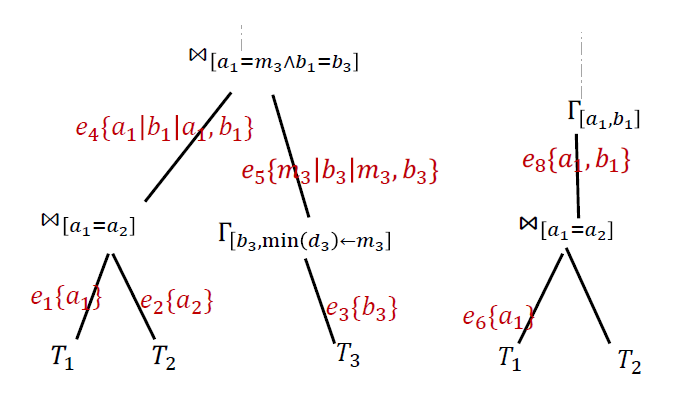 ⋈[a₁=m₃∧b₁=b₃]
Γ[a₁,b₁]
e₄{a₁|b₁|a₁, b₁}
e₅{m₃|b₃|m₃, b₃}
e₈{a₁, b₁}
⋈[a₁=a₂]
Γ[b₃,min(d₃)←m₃]
⋈[a₁=a₂]
e₁{a₁}
e₂{a₂}
e₃{b₃}
e₆{a₁}
T₁
T₂
T₃
T₁
T₂